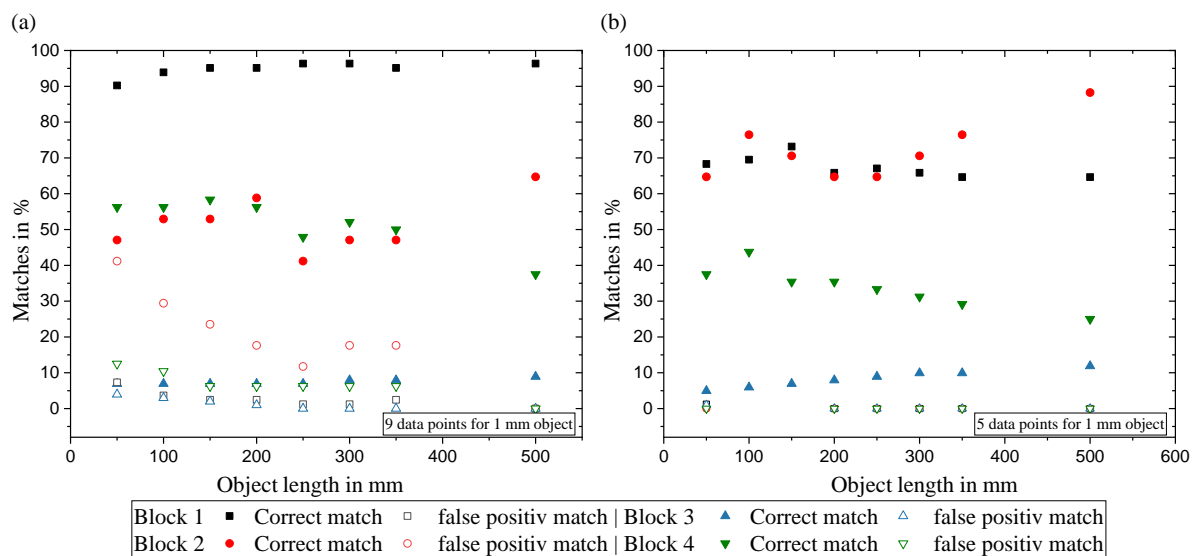 (a)
100
90
80
70
60
50
40
30
20
10
0
Matches in %
9 data points for 1 mm object
0 100 200 300 400 500
Object length in mm
(b)
100
90
80
70
60
50
40
30
20
10
0
Matches in %
5 data points for 1 mm object
0 100 200 300 400 500 600
Object length in mm
Block 1 Correct match false positiv match | Block 3 Correct match false positiv match
Block 2 Correct match false positiv match | Block 4 Correct match false positiv match